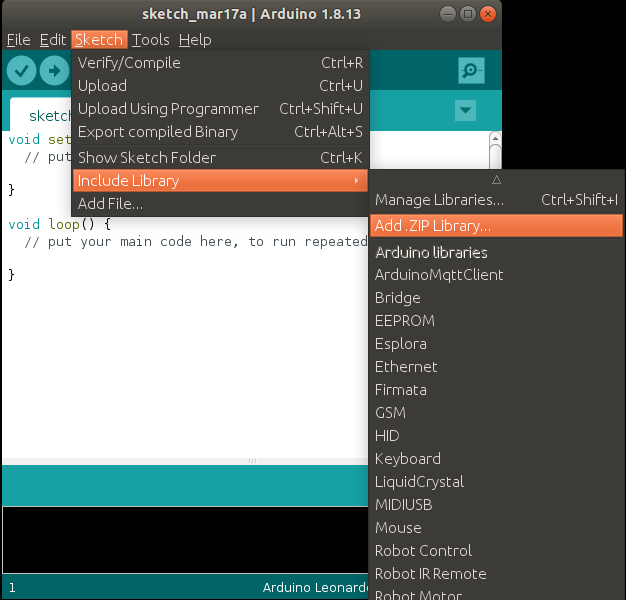 sketch_mar17a | Arduino 1.8.13
File Edit Sketch Tools Help
Verify/Compile Ctrl+R
Upload Ctrl+U
Upload Using Programmer Ctrl+Shift+U
Export compiled Binary Ctrl+Alt+S
Show Sketch Folder Ctrl+K
Include Library
Add File...
sketch
void set
// put
}
void loop() {
// put your main code here, to run repeated
}
Manage Libraries... Ctrl+Shift+I
Add .ZIP Library...
Arduino libraries
ArduinoMqttClient
Bridge
EEPROM
Esplora
Ethernet
Firmata
GSM
HID
Keyboard
LiquidCrystal
MIDIUSB
Mouse
Robot Control
Robot IR Remote
Robot Motor
1 Arduino Leonardo